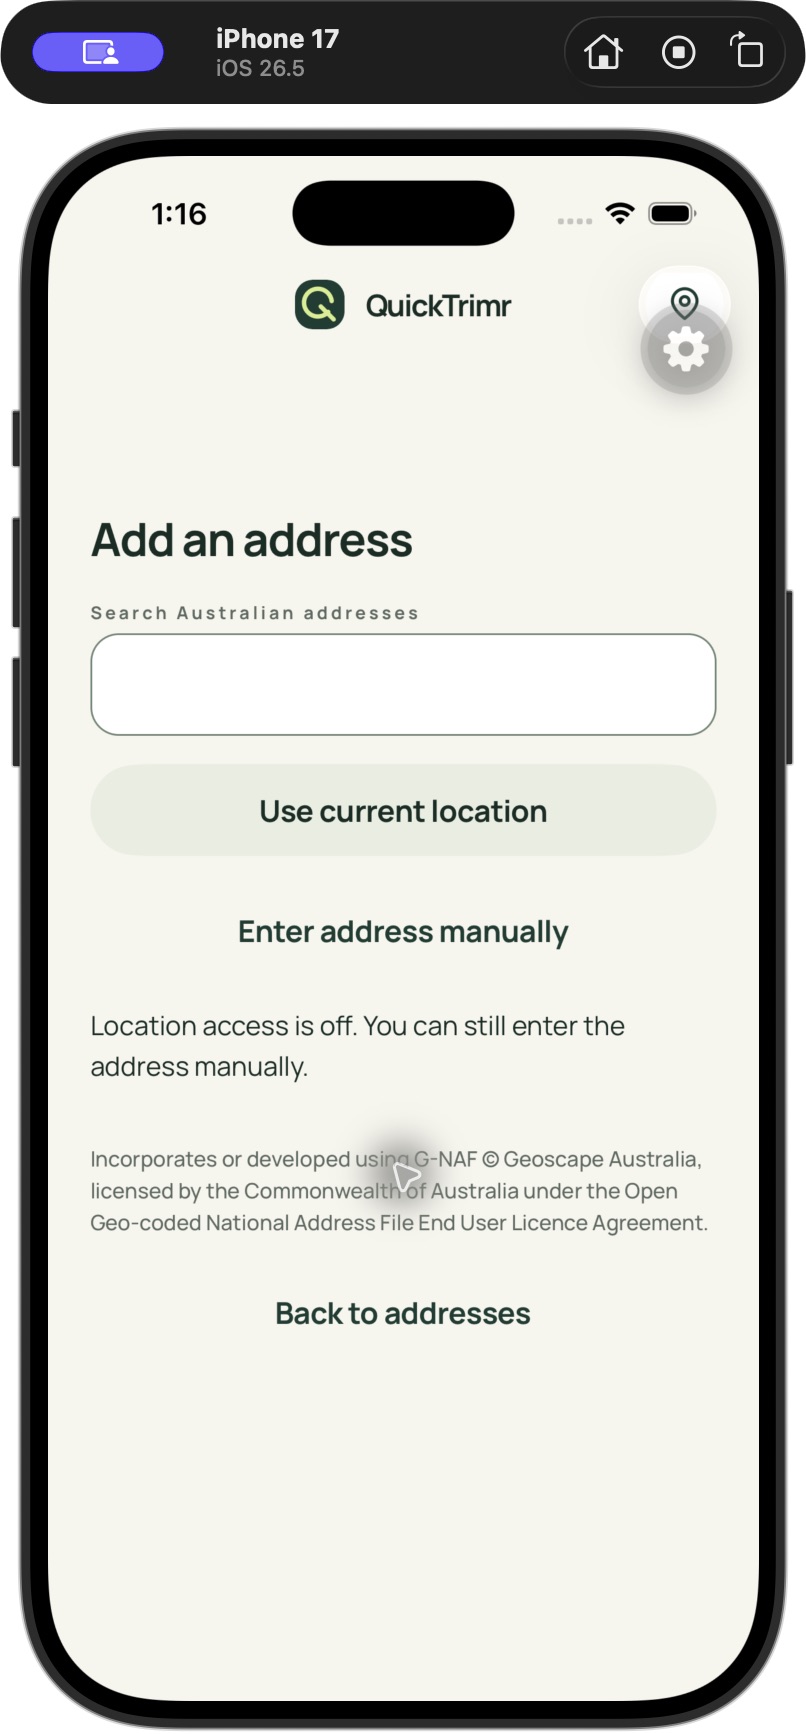 iPhone 17
iOS 26.5
1:16
QuickTrimr
Add an address
Search Australian addresses
Use current location
Enter address manually
Location access is off. You can still enter the
address manually.
Incorporates or developed using G-NAF © Geoscape Australia,
licensed by the Commonwealth of Australia under the Open
Geo-coded National Address File End User Licence Agreement.
Back to addresses